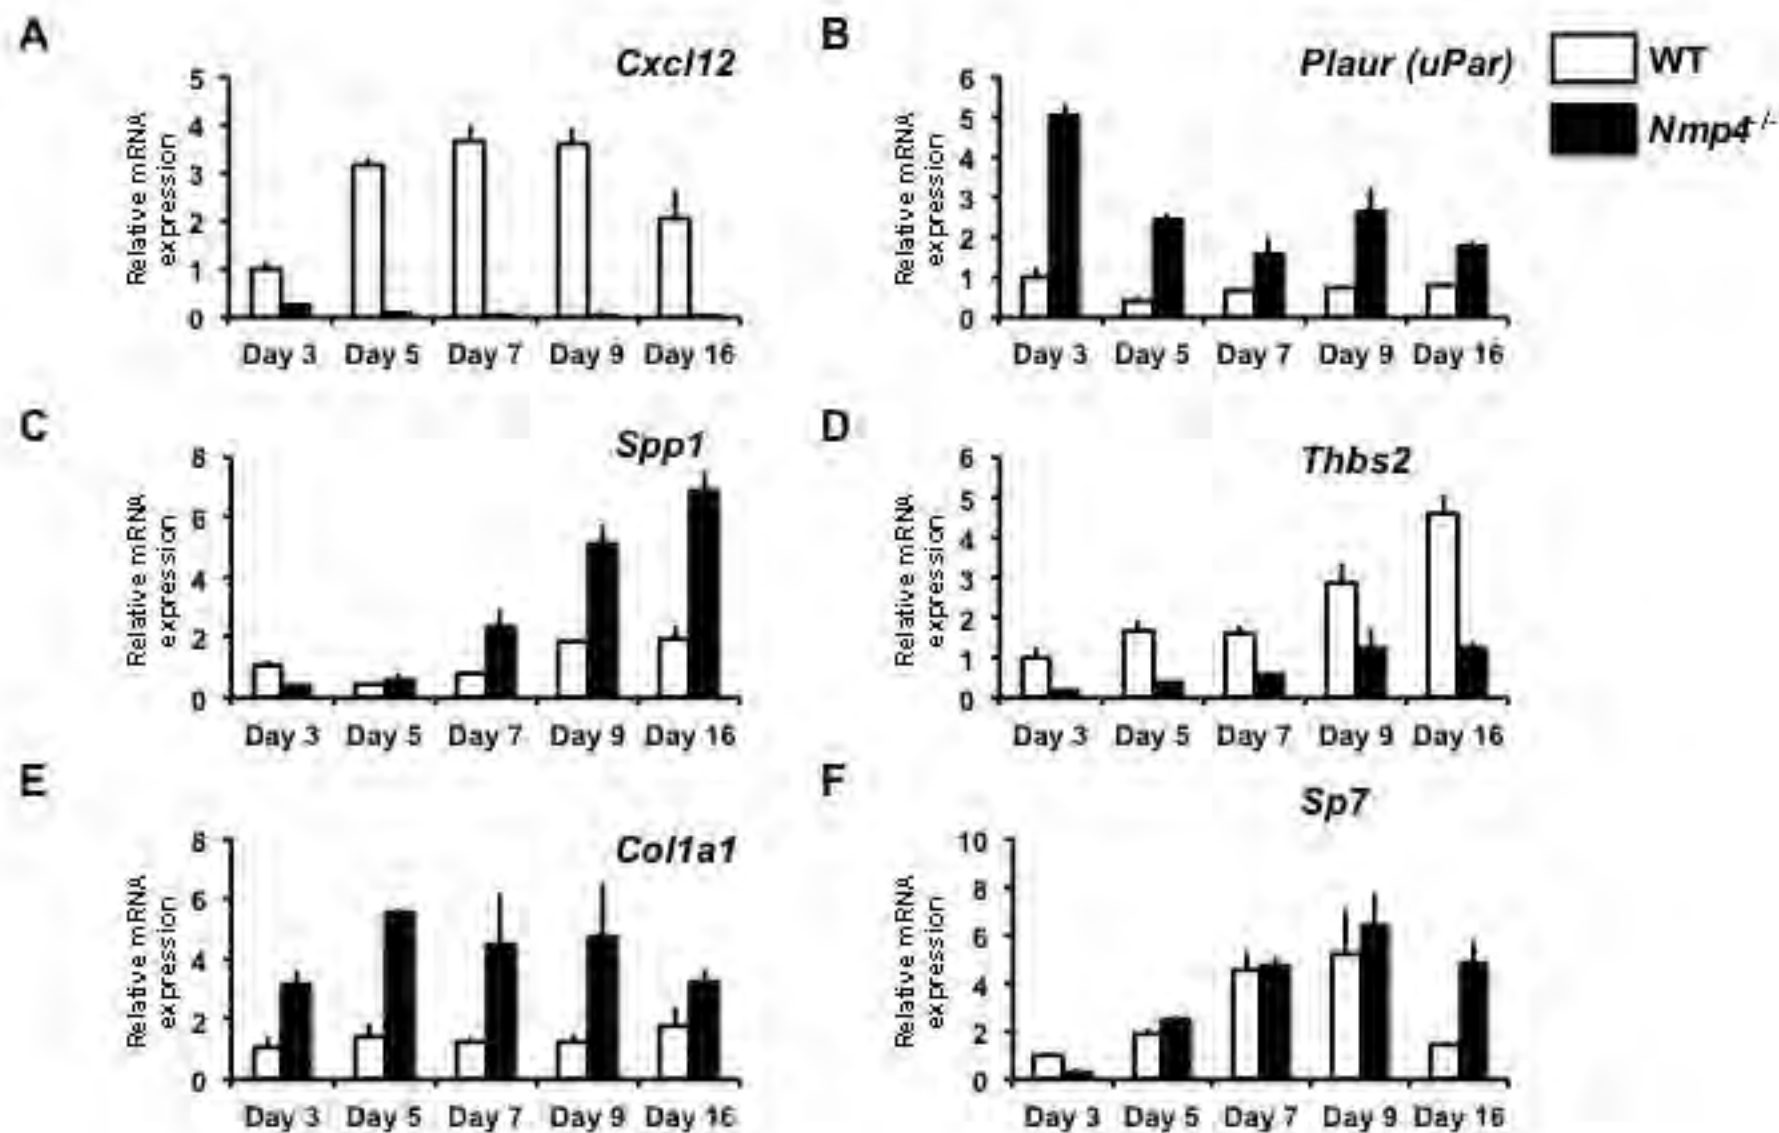 A
Cxcl12
5
4
3
2
1
0
Relative mRNA
expression
Day 3 Day 5 Day 7 Day 9 Day 16
B
Plaur (uPar)
6
5
4
3
2
1
0
Relative mRNA
expression
Day 3 Day 5 Day 7 Day 9 Day 16
WT
Nmp4-/-
C
Spp1
8
6
4
2
0
Relative mRNA
expression
Day 3 Day 5 Day 7 Day 9 Day 16
D
Thbs2
6
5
4
3
2
1
0
Relative mRNA
expression
Day 3 Day 5 Day 7 Day 9 Day 16
E
Col1a1
8
6
4
2
0
Relative mRNA
expression
Day 3 Day 5 Day 7 Day 9 Day 16
F
Sp7
10
8
6
4
2
0
Relative mRNA
expression
Day 3 Day 5 Day 7 Day 9 Day 16